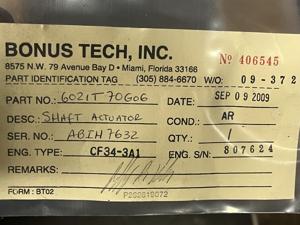 BONUS TECH, INC.
8575 N.W. 79 Avenue Bay D • Miami, Florida 33166
Nº 406545
PART IDENTIFICATION TAG (305) 884-6670 W/O: 09-372
PART NO.: 6021T70G06 DATE: SEP 09 2009
DESC.: SHAFT ACTUATOR COND.: AR
SER. NO.: ABIH7632 QTY.: 1
ENG. TYPE: CF34-3A1 ENG. S/N: 807624
REMARKS:
FORM: BT02